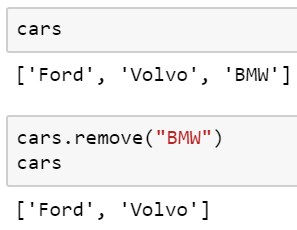 cars
['Ford', 'Volvo', 'BMW']
cars.remove("BMW")
cars
['Ford', 'Volvo']